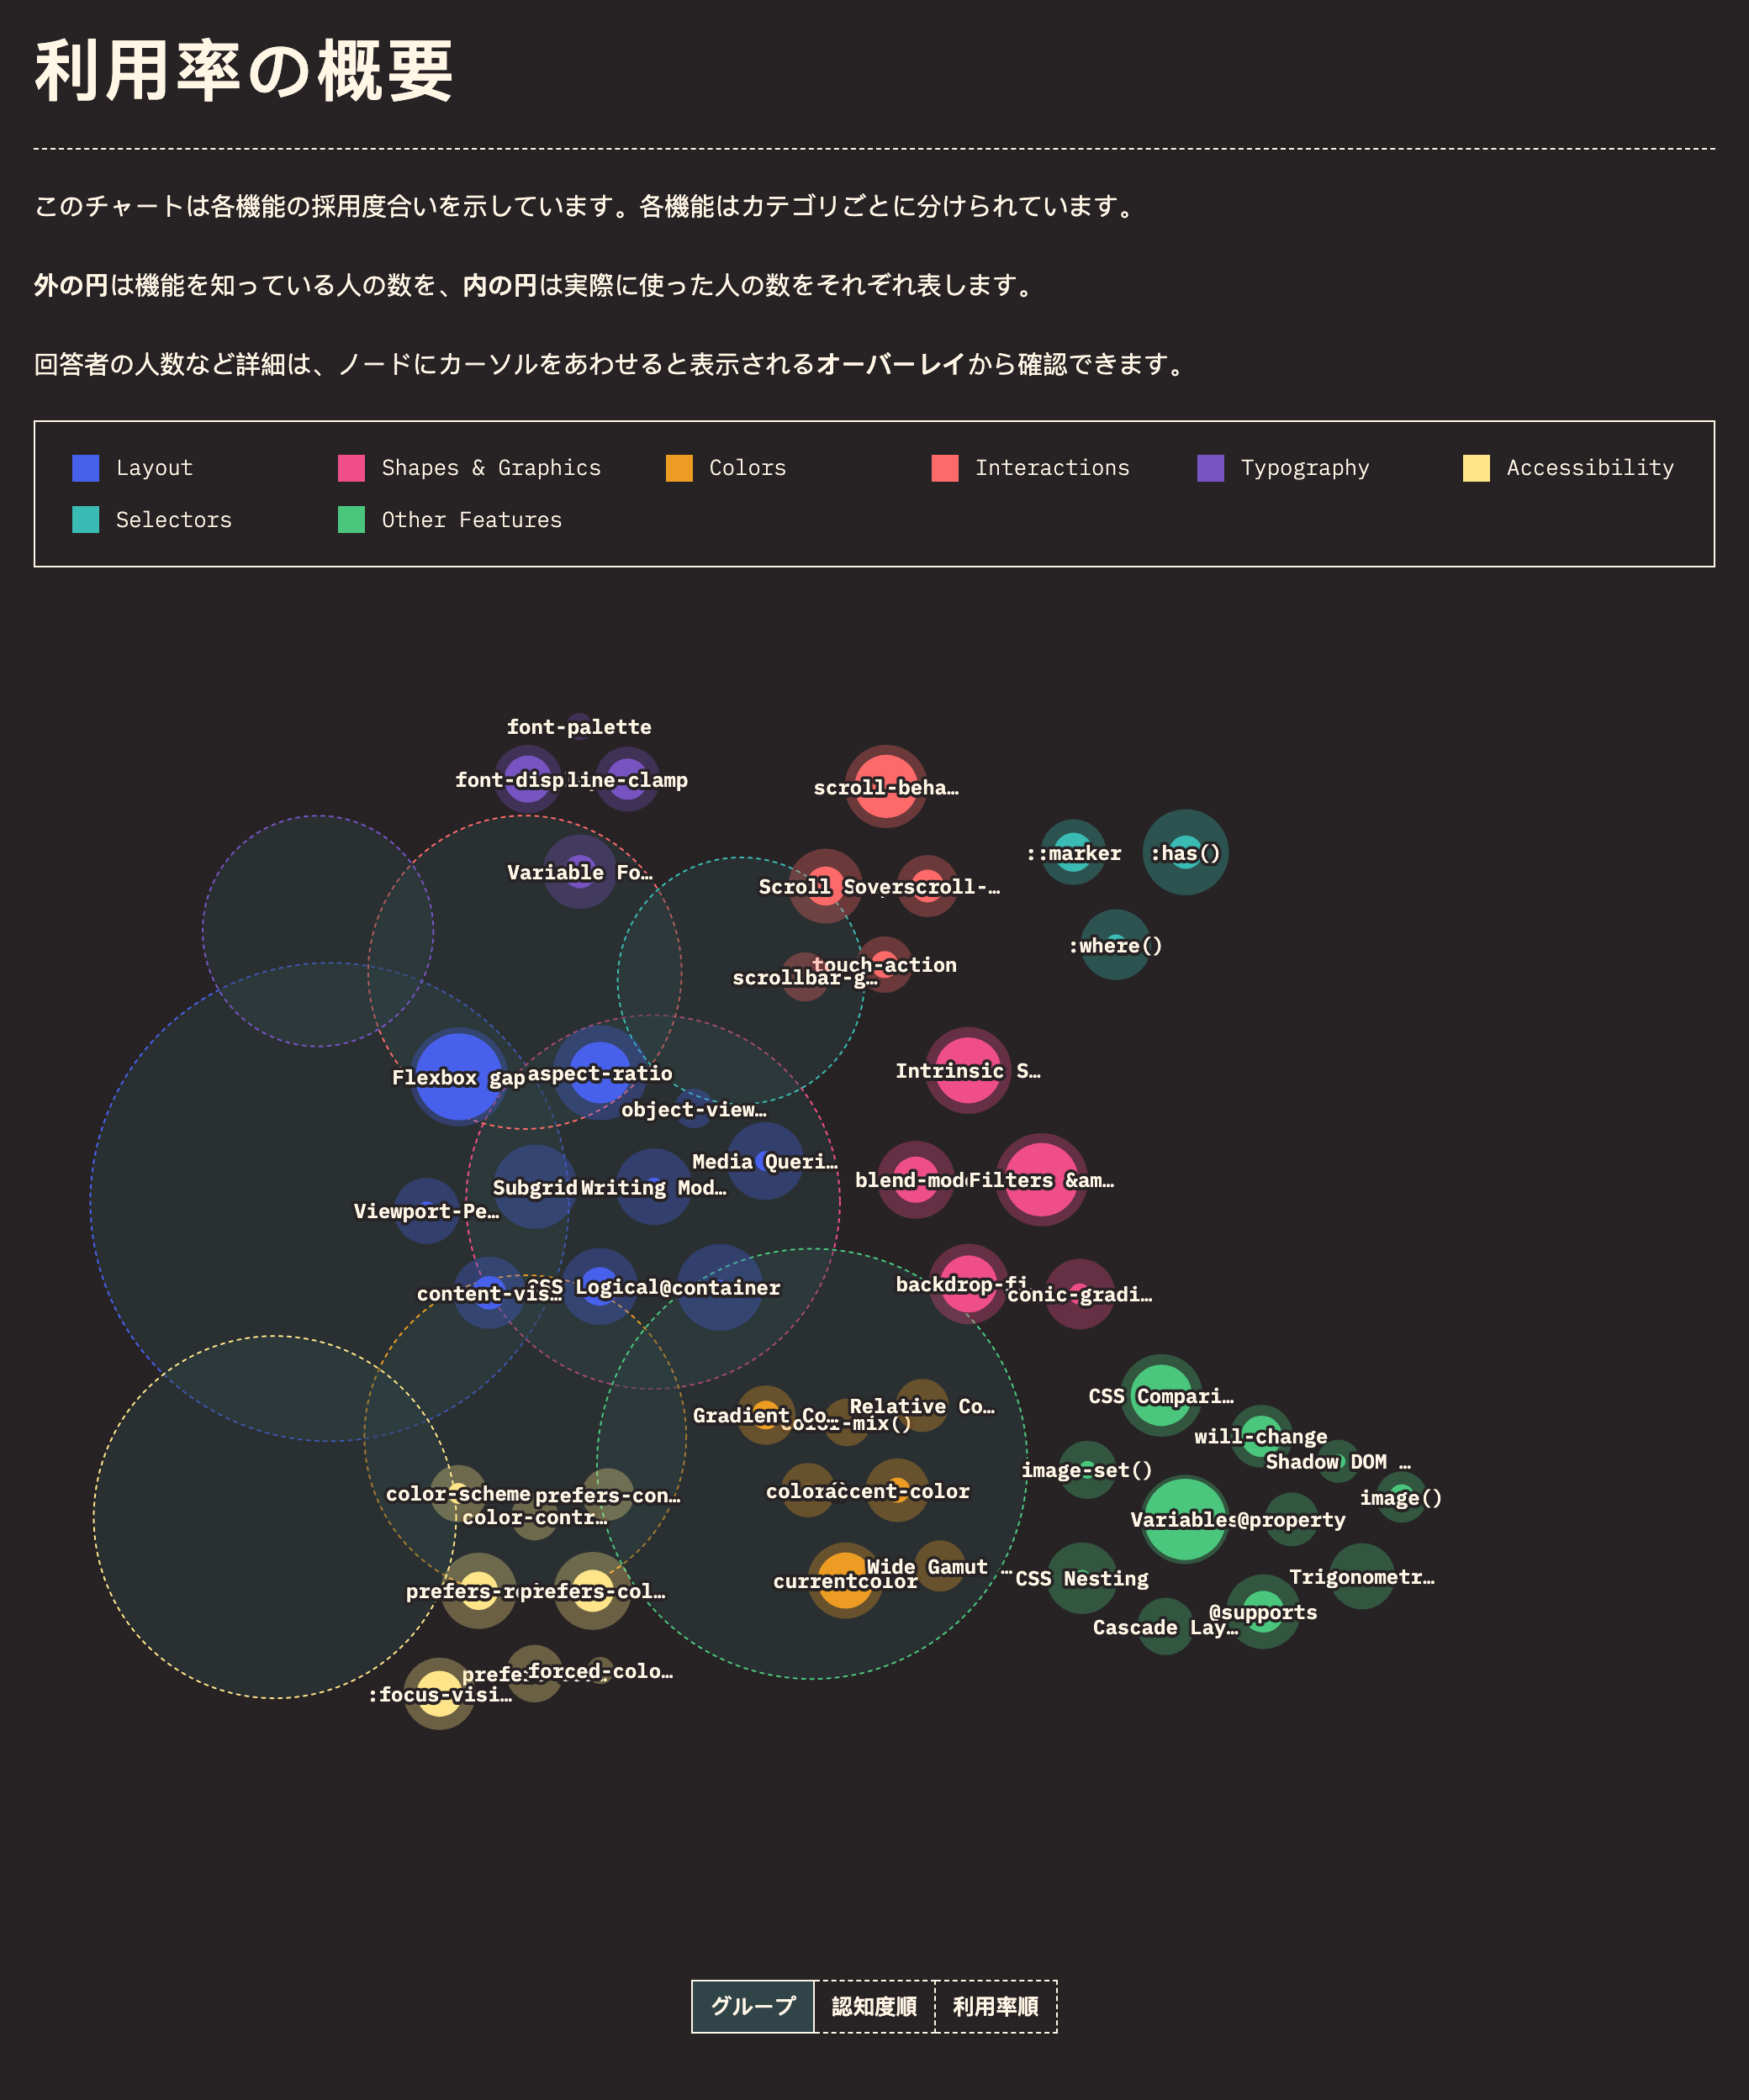 利用率の概要
このチャートは各機能の採用度合いを示しています。各機能はカテゴリごとに分けられています。
外の円は機能を知っている人の数を、内の円は実際に使った人の数をそれぞれ表します。
回答者の人数など詳細は、ノードにカーソルをあわせると表示されるオーバーレイから確認できます。
Layout
Shapes & Graphics
Colors
Interactions
Typography
Accessibility
Selectors
Other Features
font-palette
font-disp
line-clamp
scroll-beha…
::marker
:has()
Variable Fo…
Scroll S
overscroll-…
:where()
touch-action
scrollbar-g…
Flexbox gap
aspect-ratio
Intrinsic S…
object-view…
Media Queri…
Subgrid
Writing Mod…
blend-mod
Filters &am…
Viewport-Pe…
content-vis…
CSS Logical
@container
backdrop-fi
conic-gradi…
CSS Compari…
Gradient Co…
color-mix()
Relative Co…
will-change
Shadow DOM …
image-set()
image()
color-scheme
prefers-con…
color-contr…
color
accent-color
Variables
@property
currentcolor
Wide Gamut …
CSS Nesting
Trigonometr…
prefers-r
prefers-col…
@supports
Cascade Lay…
:focus-visi…
prefe
forced-colo…
グループ
認知度順
利用率順